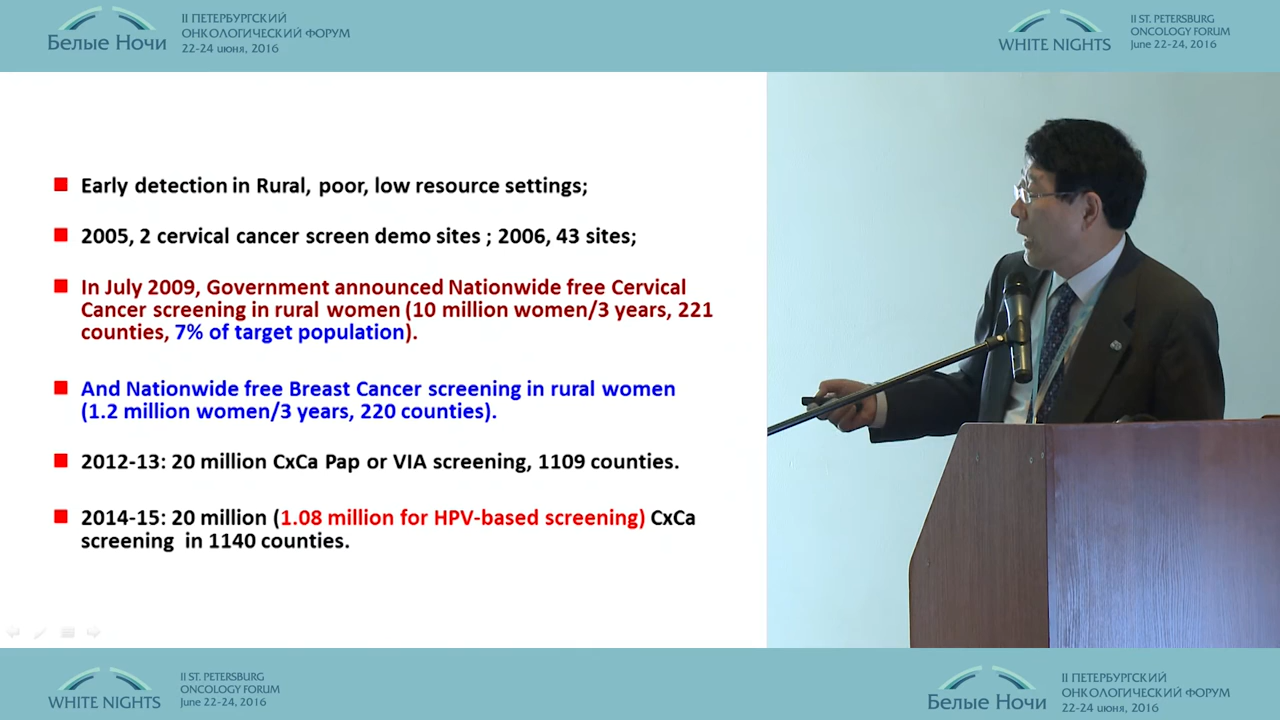 Белые Ночи
II ПЕТЕРБУРГСКИЙ
ОНКОЛОГИЧЕСКИЙ ФОРУМ
22-24 июня, 2016
WHITE NIGHTS
II ST. PETERSBURG
ONCOLOGY FORUM
June 22-24, 2016
Early detection in Rural, poor, low resource settings;
2005, 2 cervical cancer screen demo sites ; 2006, 43 sites;
In July 2009, Government announced Nationwide free Cervical
Cancer screening in rural women (10 million women/3 years, 221
counties, 7% of target population).
And Nationwide free Breast Cancer screening in rural women
(1.2 million women/3 years, 220 counties).
2012-13: 20 million CxCa Pap or VIA screening, 1109 counties.
2014-15: 20 million (1.08 million for HPV-based screening) CxCa
screening in 1140 counties.
WHITE NIGHTS
II ST. PETERSBURG
ONCOLOGY FORUM
June 22-24, 2016
Белые Ночи
II ПЕТЕРБУРГСКИЙ
ОНКОЛОГИЧЕСКИЙ ФОРУМ
22-24 июня, 2016